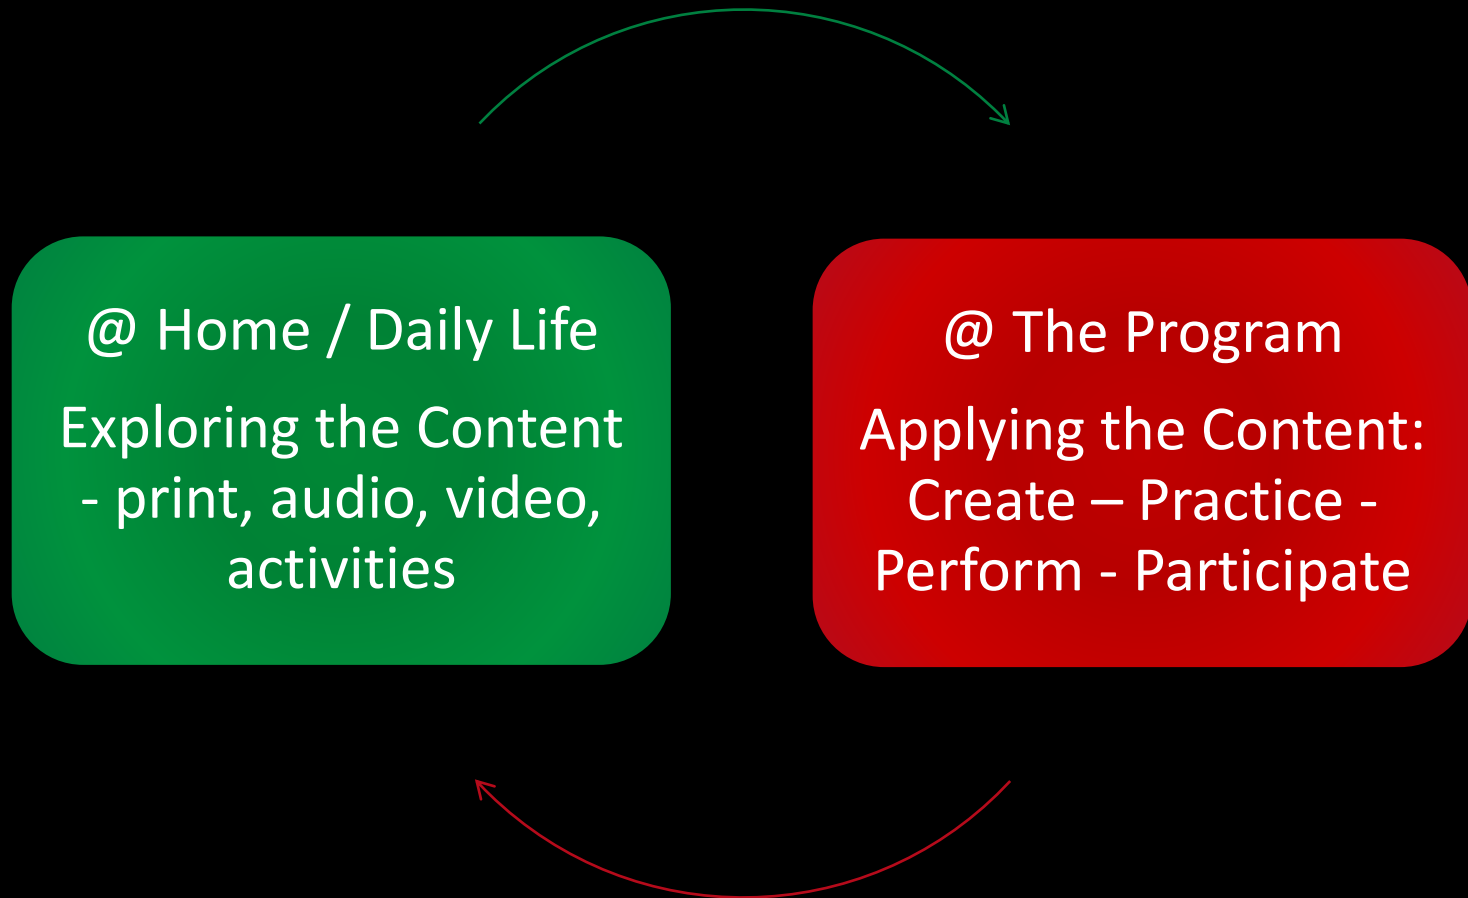 @ Home / Daily Life
Exploring the Content
- print, audio, video,
activities
@ The Program
Applying the Content:
Create – Practice -
Perform - Participate